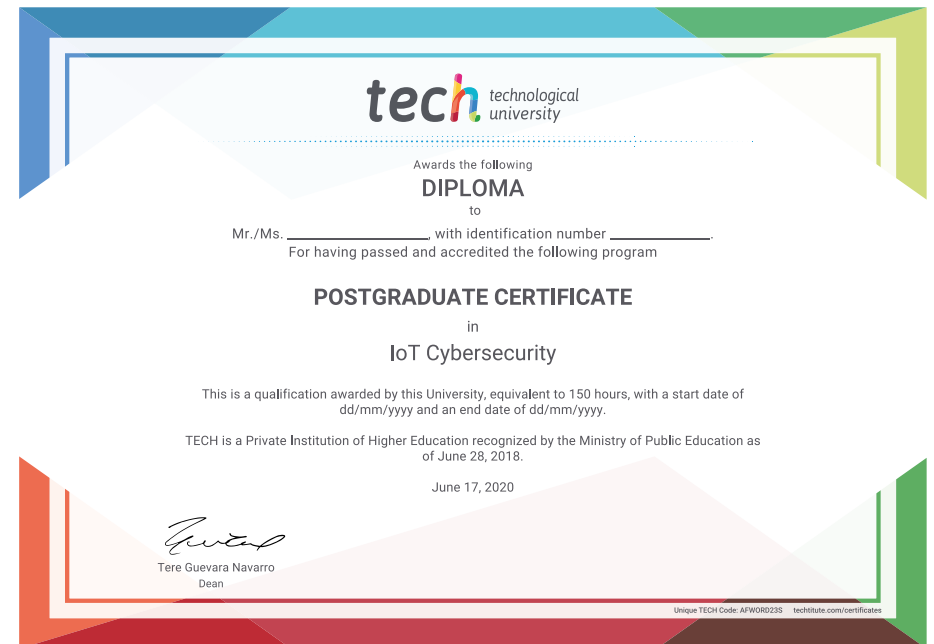 tech technological
university
Awards the following
DIPLOMA
to
Mr./Ms. ____________________, with identification number ______________.
For having passed and accredited the following program
POSTGRADUATE CERTIFICATE
in
IoT Cybersecurity
This is a qualification awarded by this University, equivalent to 150 hours, with a start date of
dd/mm/yyyy and an end date of dd/mm/yyyy.
TECH is a Private Institution of Higher Education recognized by the Ministry of Public Education as
of June 28, 2018.
June 17, 2020
Tere Guevara Navarro
Dean
Unique TECH Code: AFWORD23S techtitute.com/certificates